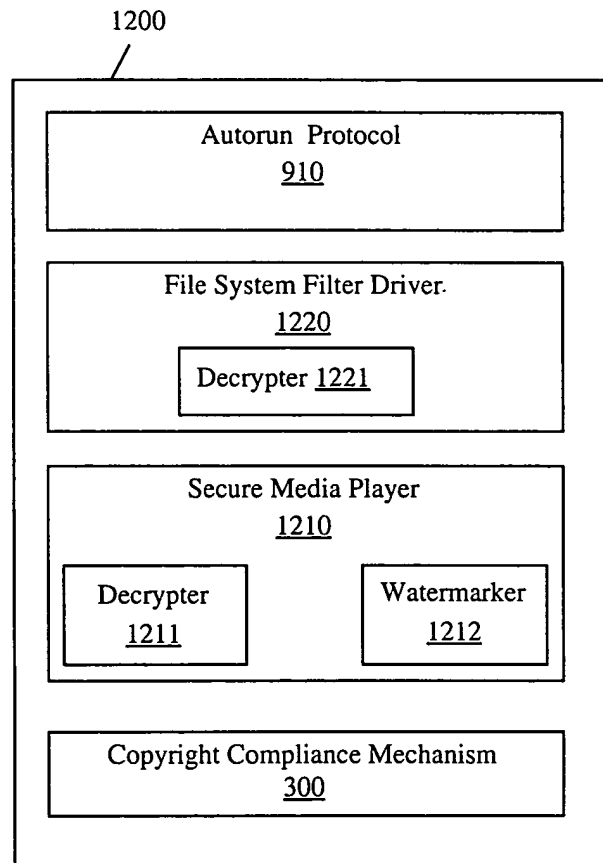 1200
Autorun Protocol
910
File System Filter Driver.
1220
Decrypter 1221
Secure Media Player
1210
Decrypter
1211
Watermarker
1212
Copyright Compliance Mechanism
300